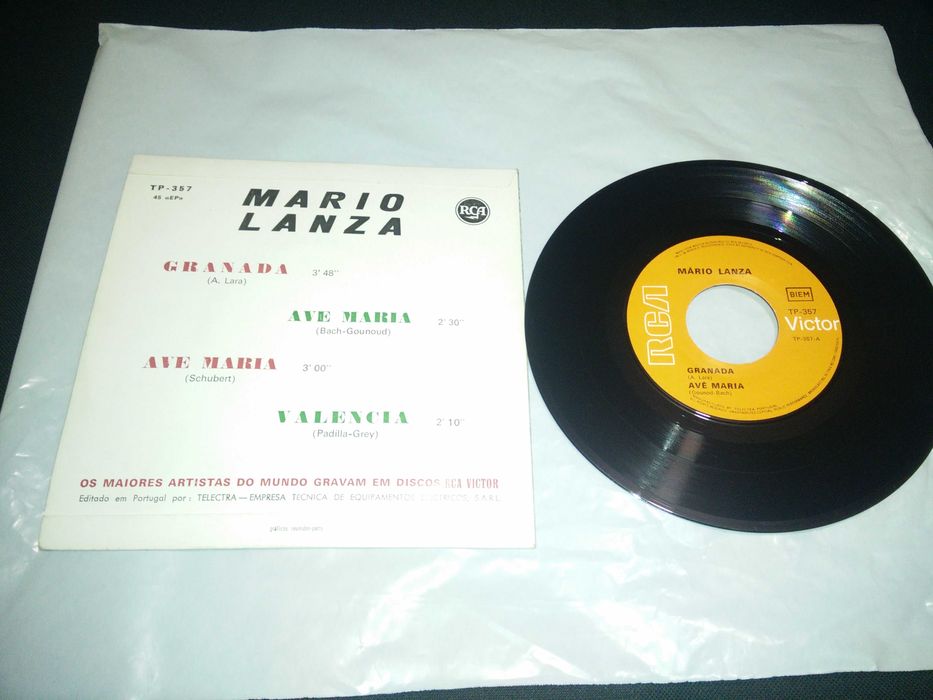 TP-357
45 «EP»
MARIO
LANZA
RCA
GRANADA 3'48"
(A. Lara)
AVE MARIA 2'30"
(Bach-Gounoud)
AVE MARIA 3'00"
(Schubert)
VALENCIA 2'10"
(Padilla-Grey)
OS MAIORES ARTISTAS DO MUNDO GRAVAM EM DISCOS RCA VICTOR
Editado em Portugal por: TELECTRA — EMPRESA TÉCNICA DE EQUIPAMENTOS ELÉCTRICOS, S.A.R.L.
MÁRIO LANZA
BIEM
TP-357
RCA
Victor
TP-357-A
GRANADA
(A. Lara)
AVÉ MARIA
(Gounod-Bach)